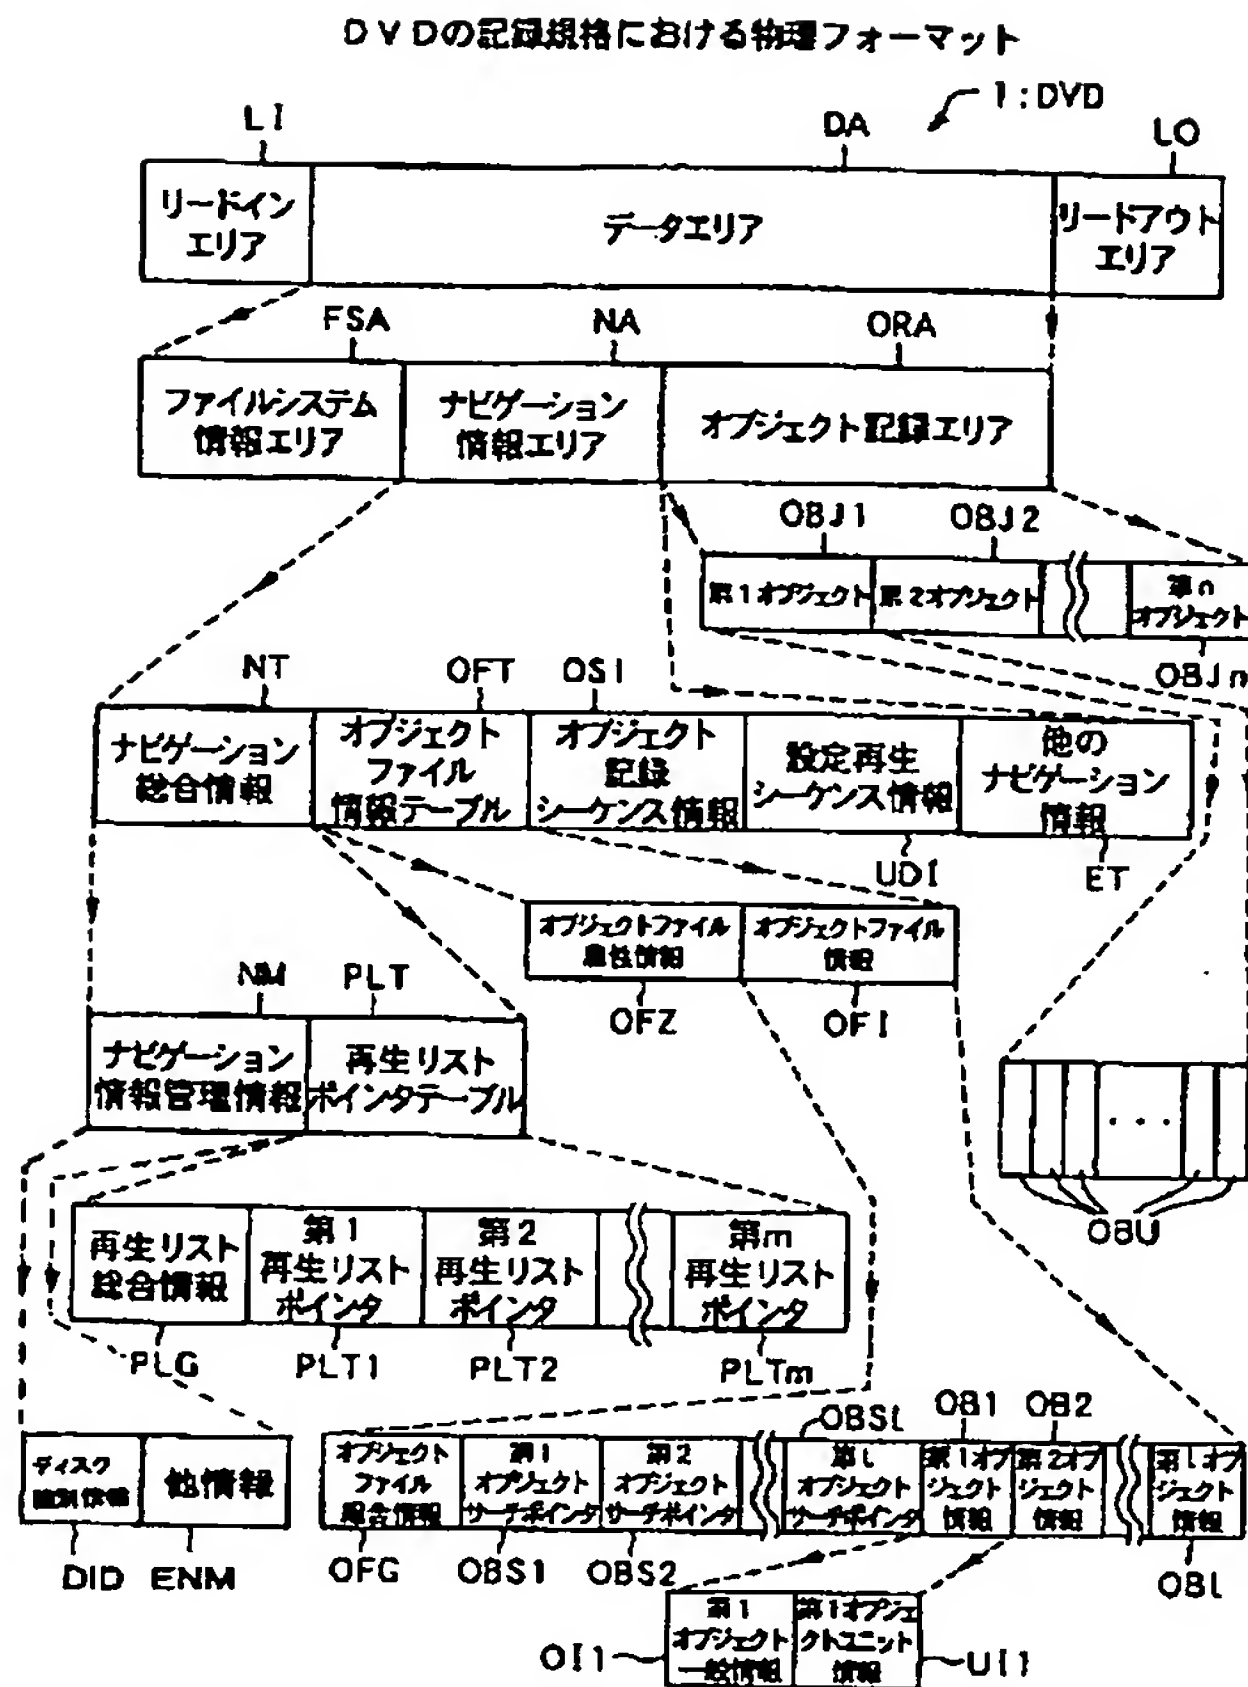 DVDの記録規格における物理フォーマット
1:DVD
LI
DA
LO
リードイン
エリア
データエリア
リードアウト
エリア
FSA
NA
ORA
ファイルシステム
情報エリア
ナビゲーション
情報エリア
オブジェクト記録エリア
OBJ1
OBJ2
第1オブジェクト
第2オブジェクト
第n
オブジェクト
OBJn
NT
OFT
OSI
ナビゲーション
総合情報
オブジェクト
ファイル
情報テーブル
オブジェクト
記録
シーケンス情報
設定再生
シーケンス情報
他の
ナビゲーション
情報
UDI
ET
オブジェクトファイル
属性情報
オブジェクトファイル
情報
OFZ
OFI
NM
PLT
ナビゲーション
情報管理情報
再生リスト
ポインタテーブル
...
OBU
再生リスト
総合情報
第1
再生リスト
ポインタ
第2
再生リスト
ポインタ
第m
再生リスト
ポインタ
PLG
PLT1
PLT2
PLTm
OBSl
OB1
OB2
ディスク
識別情報
他情報
オブジェクト
ファイル
総合情報
第1
オブジェクト
サーチポインタ
第2
オブジェクト
サーチポインタ
第l
オブジェクト
サーチポインタ
第1オブ
ジェクト
情報
第2オブ
ジェクト
情報
第lオブ
ジェクト
情報
DID
ENM
OFG
OBS1
OBS2
OBl
第1
オブジェクト
一般情報
第1オブジェ
クトユニット
情報
OI1
UI1